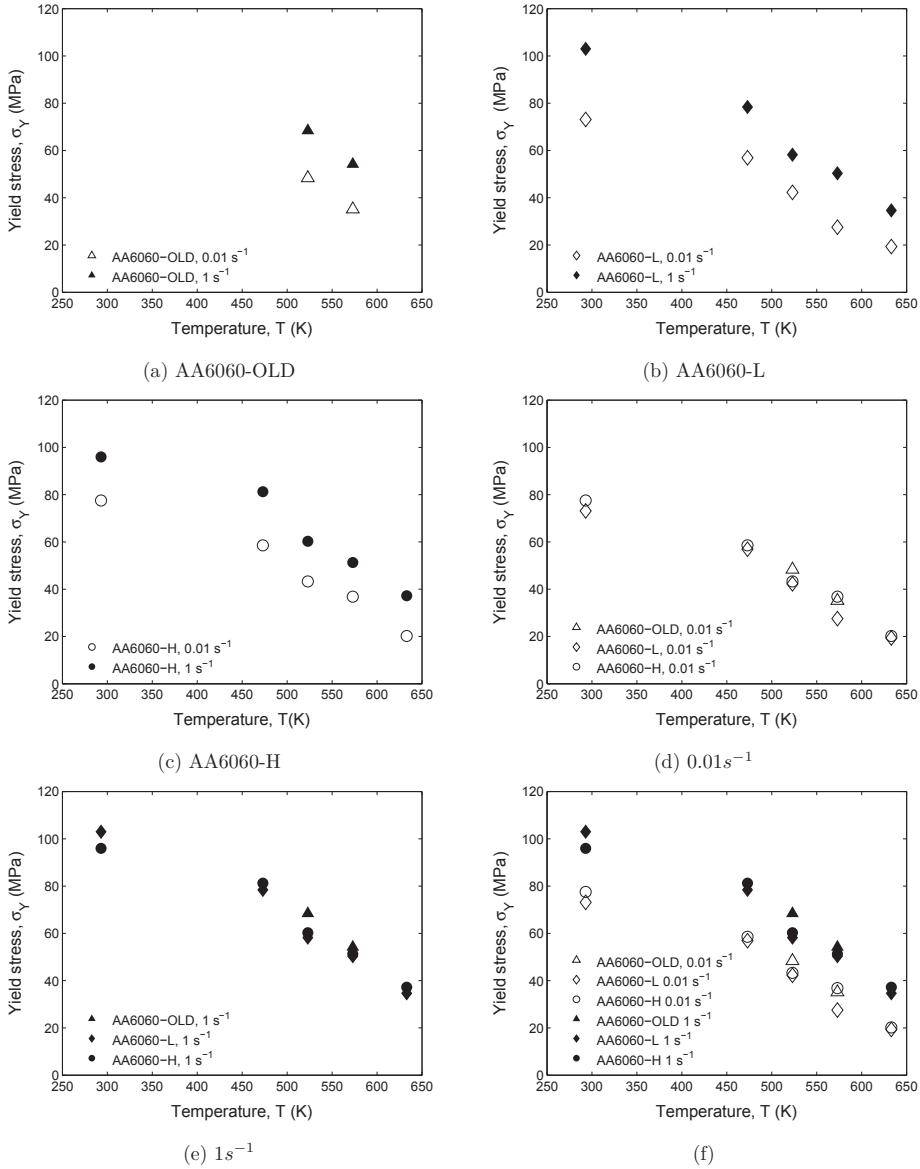 120
100
80
60
40
20
0
Yield stress, σ_Y (MPa)
AA6060−OLD, 0.01 s⁻¹
AA6060−OLD, 1 s⁻¹
250 300 350 400 450 500 550 600 650
Temperature, T (K)
(a) AA6060-OLD
120
100
80
60
40
20
0
Yield stress, σ_Y (MPa)
AA6060−L, 0.01 s⁻¹
AA6060−L, 1 s⁻¹
250 300 350 400 450 500 550 600 650
Temperature, T (K)
(b) AA6060-L
120
100
80
60
40
20
0
Yield stress, σ_Y (MPa)
AA6060−H, 0.01 s⁻¹
AA6060−H, 1 s⁻¹
250 300 350 400 450 500 550 600 650
Temperature, T(K)
(c) AA6060-H
120
100
80
60
40
20
0
Yield stress, σ_Y (MPa)
AA6060−OLD, 0.01 s⁻¹
AA6060−L, 0.01 s⁻¹
AA6060−H, 0.01 s⁻¹
250 300 350 400 450 500 550 600 650
Temperature, T (K)
(d) 0.01s⁻¹
120
100
80
60
40
20
0
Yield stress, σ_Y (MPa)
AA6060−OLD, 1 s⁻¹
AA6060−L, 1 s⁻¹
AA6060−H, 1 s⁻¹
250 300 350 400 450 500 550 600 650
Temperature, T (K)
(e) 1s⁻¹
120
100
80
60
40
20
0
Yield stress, σ_Y (MPa)
AA6060−OLD, 0.01 s⁻¹
AA6060−L 0.01 s⁻¹
AA6060−H 0.01 s⁻¹
AA6060−OLD 1 s⁻¹
AA6060−L 1 s⁻¹
AA6060−H 1 s⁻¹
250 300 350 400 450 500 550 600 650
Temperature, T (K)
(f)